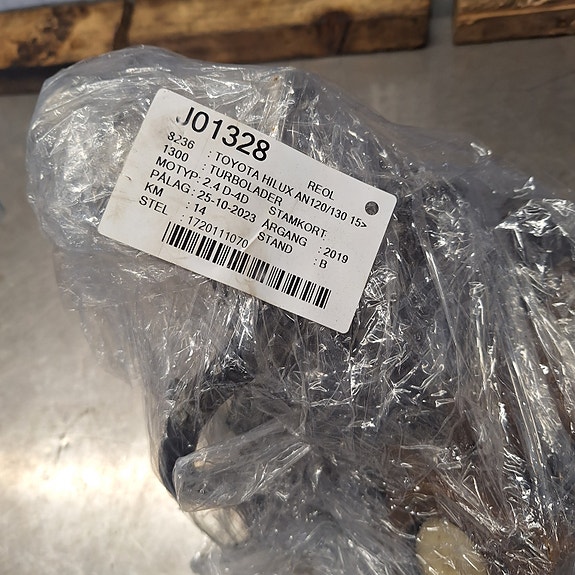 J01328 REOL
8236 : TOYOTA HILUX AN120/130 15>
1300 : TURBOLADER
MOTYP: 2.4 D-4D STAMKORT:
PÅLAG: 25-10-2023 ÅRGANG : 2019
KM : 14 STAND : B
STEL : 1720111070